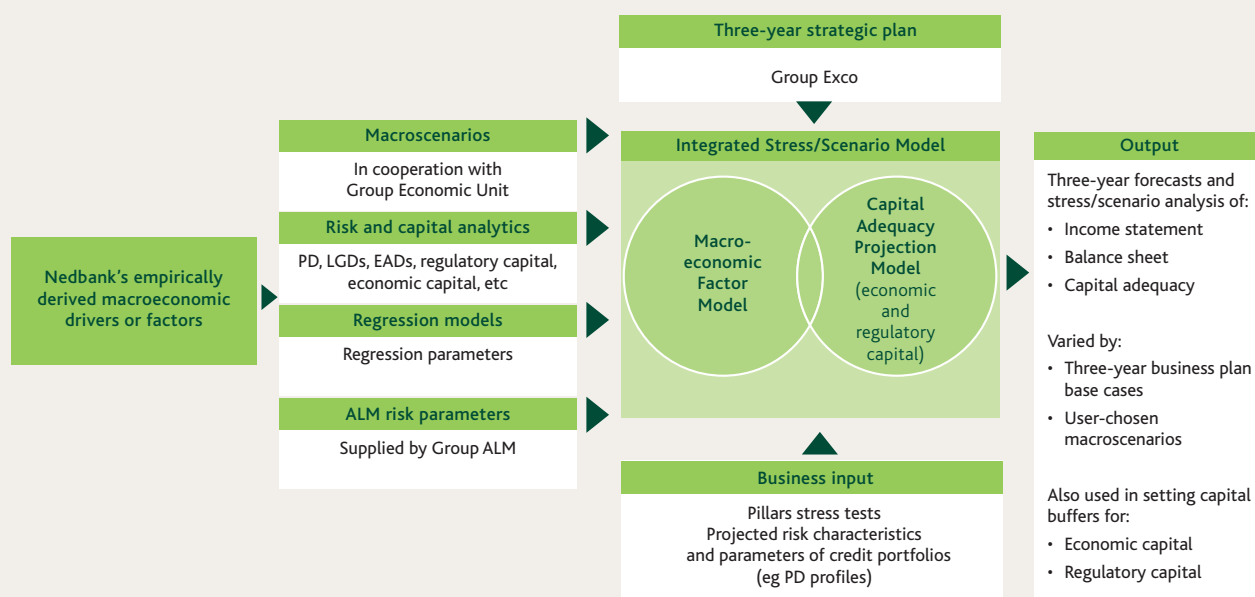 Three-year strategic plan
Group Exco
Nedbank's empirically
derived macroeconomic
drivers or factors
Macroscenarios
In cooperation with
Group Economic Unit
Risk and capital analytics
PD, LGDs, EADs, regulatory capital,
economic capital, etc
Regression models
Regression parameters
ALM risk parameters
Supplied by Group ALM
Integrated Stress/Scenario Model
Macro-
economic
Factor
Model
Capital
Adequacy
Projection
Model
(economic
and
regulatory
capital)
Business input
Pillars stress tests
Projected risk characteristics
and parameters of credit portfolios
(eg PD profiles)
Output
Three-year forecasts and
stress/scenario analysis of:
• Income statement
• Balance sheet
• Capital adequacy
Varied by:
• Three-year business plan
base cases
• User-chosen
macroscenarios
Also used in setting capital
buffers for:
• Economic capital
• Regulatory capital